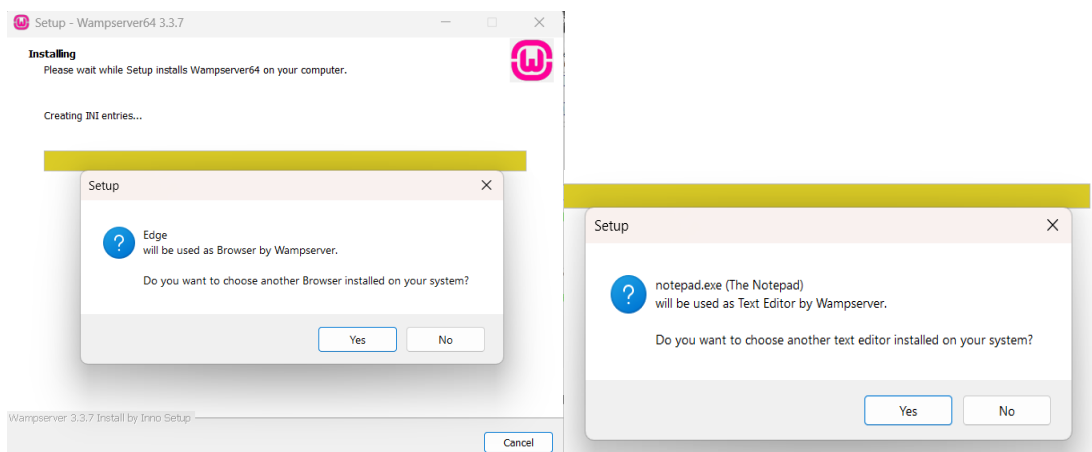 Setup - Wampserver64 3.3.7
Installing
Please wait while Setup installs Wampserver64 on your computer.
Creating INI entries...
Setup
Edge
will be used as Browser by Wampserver.
Do you want to choose another Browser installed on your system?
Yes No
Wampserver 3.3.7 Install by Inno Setup
Cancel
Setup
notepad.exe (The Notepad)
will be used as Text Editor by Wampserver.
Do you want to choose another text editor installed on your system?
Yes No